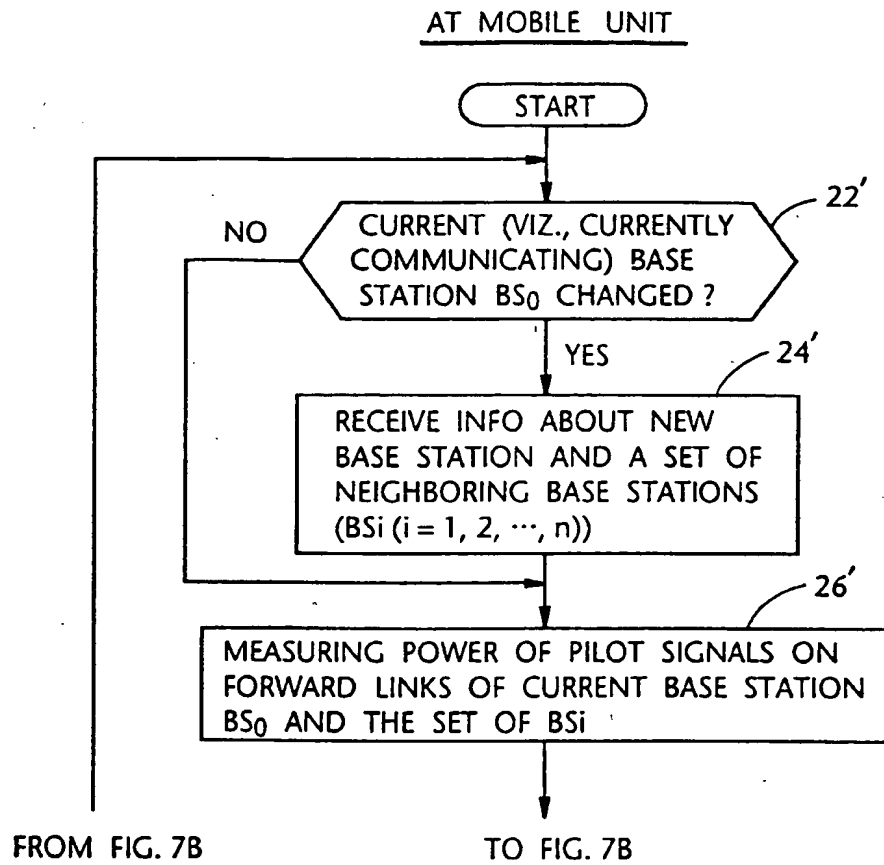 AT MOBILE UNIT
START
22'
NO
CURRENT (VIZ., CURRENTLY
COMMUNICATING) BASE
STATION BS0 CHANGED ?
YES
24'
RECEIVE INFO ABOUT NEW
BASE STATION AND A SET OF
NEIGHBORING BASE STATIONS
(BSi (i = 1, 2, ···, n))
26'
MEASURING POWER OF PILOT SIGNALS ON
FORWARD LINKS OF CURRENT BASE STATION
BS0 AND THE SET OF BSi
FROM FIG. 7B
TO FIG. 7B